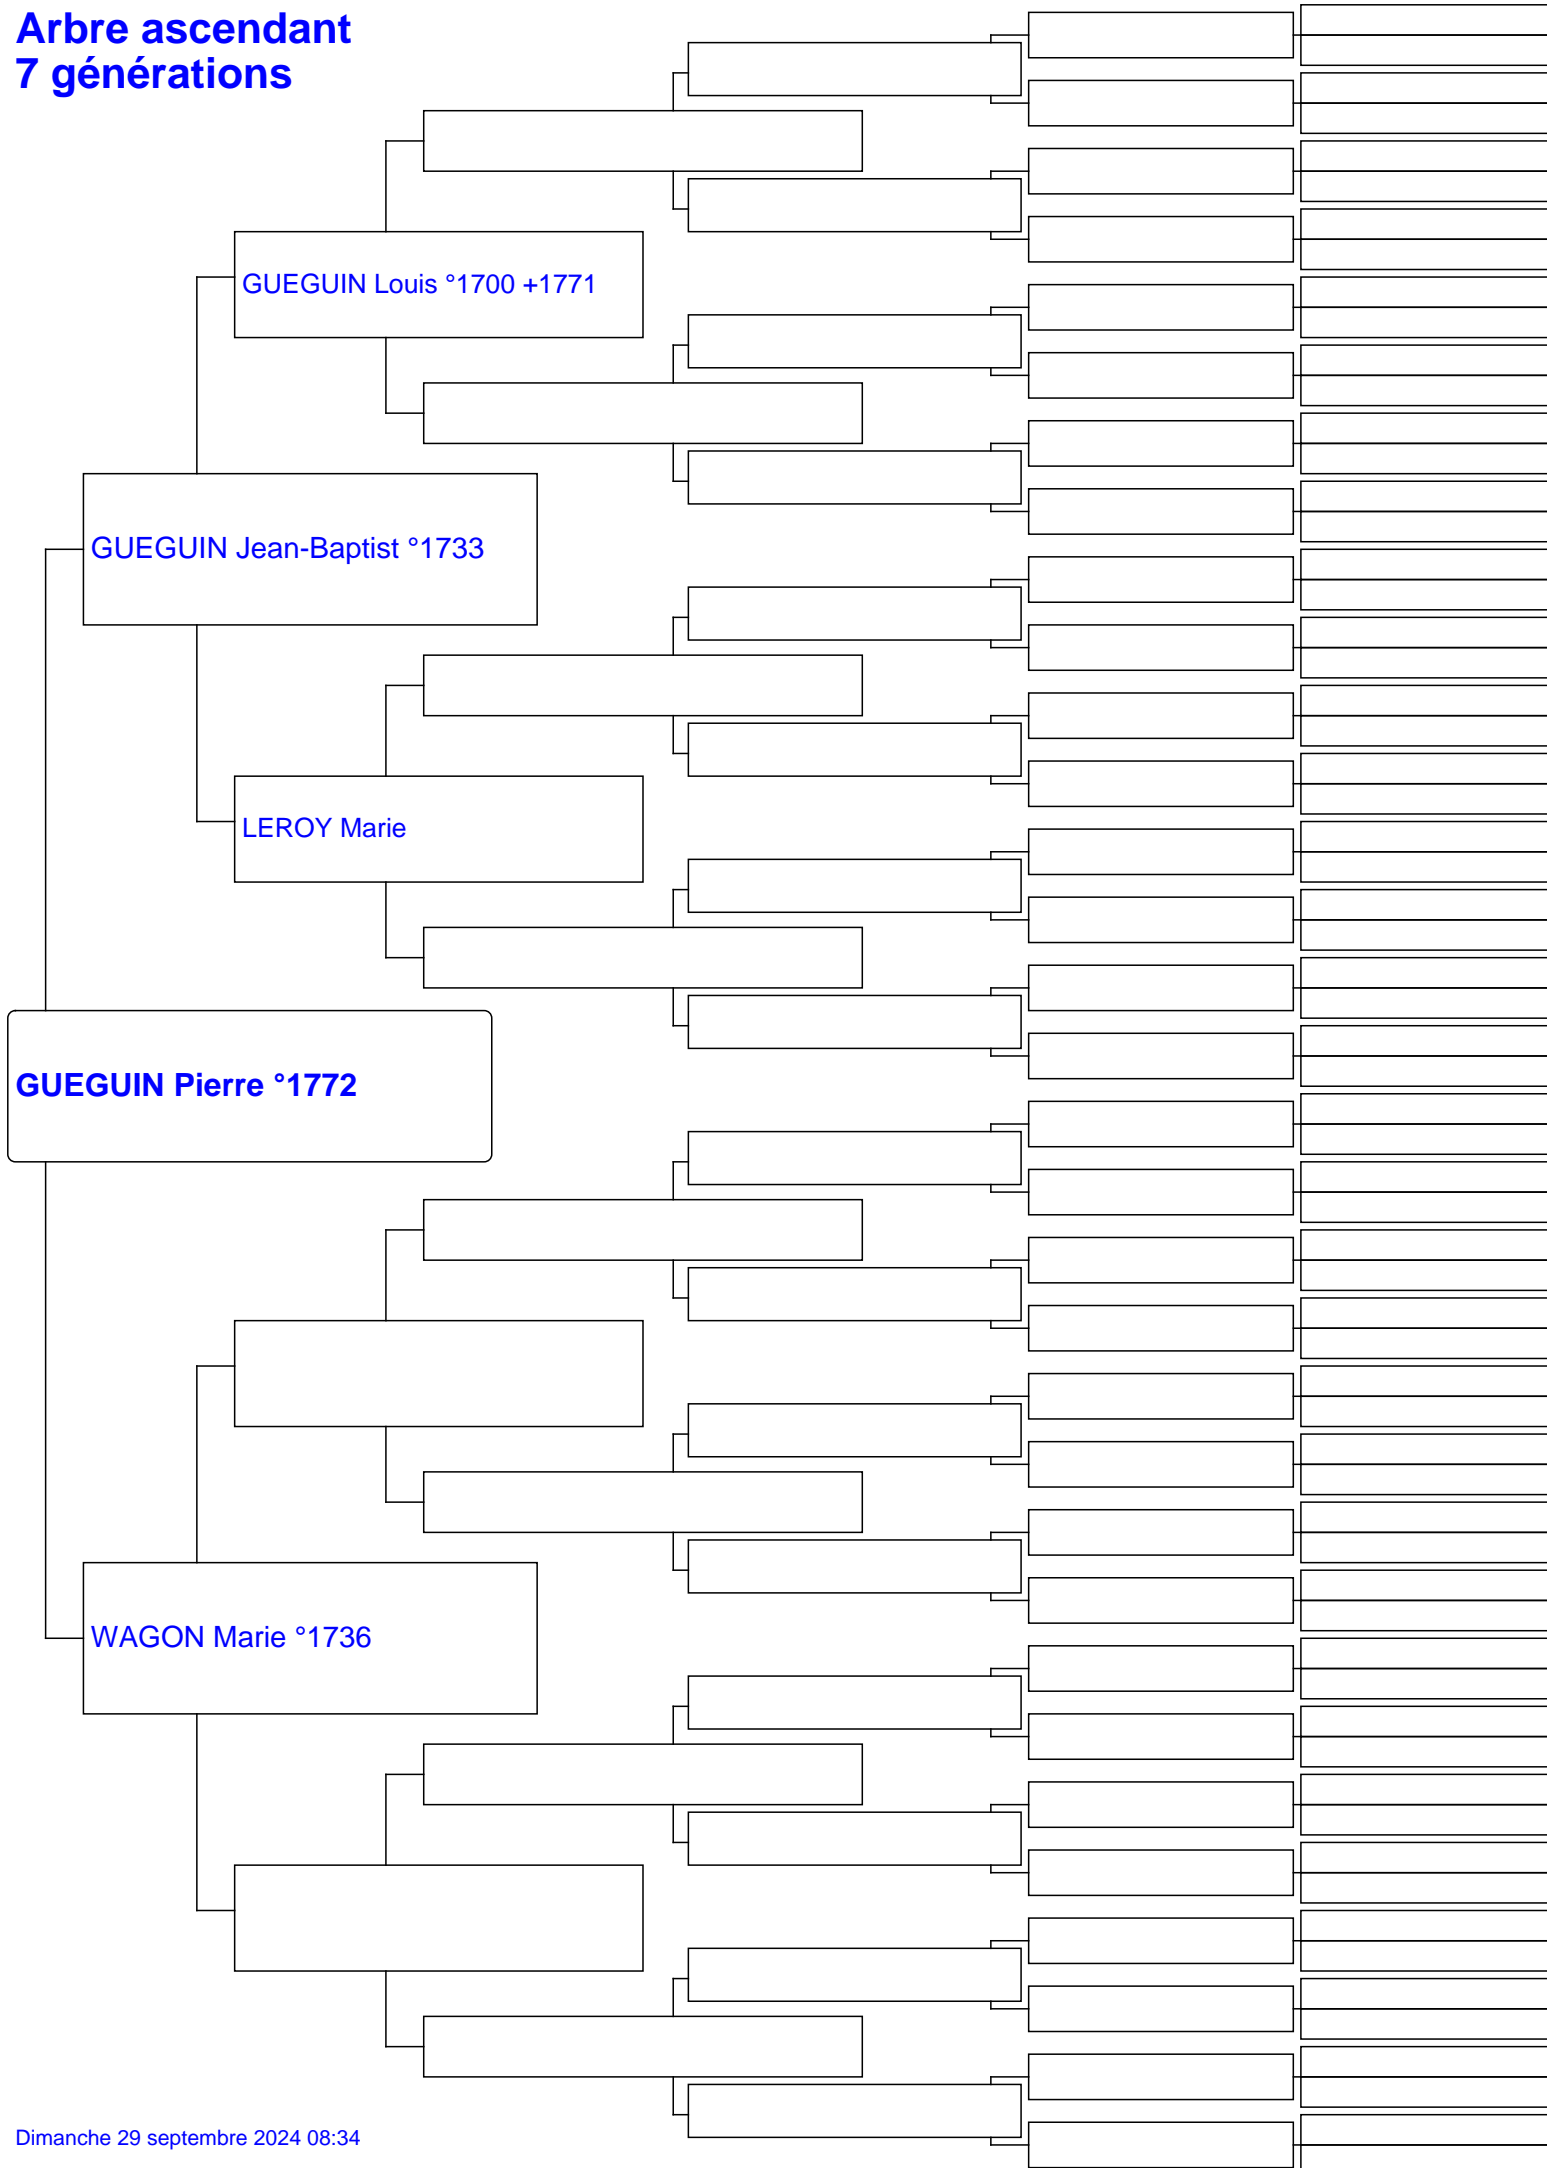 Arbre ascendant
7 générations
GUEGUIN Louis °1700 +1771
GUEGUIN Jean-Baptist °1733
LEROY Marie
GUEGUIN Pierre °1772
WAGON Marie °1736
Dimanche 29 septembre 2024 08:34